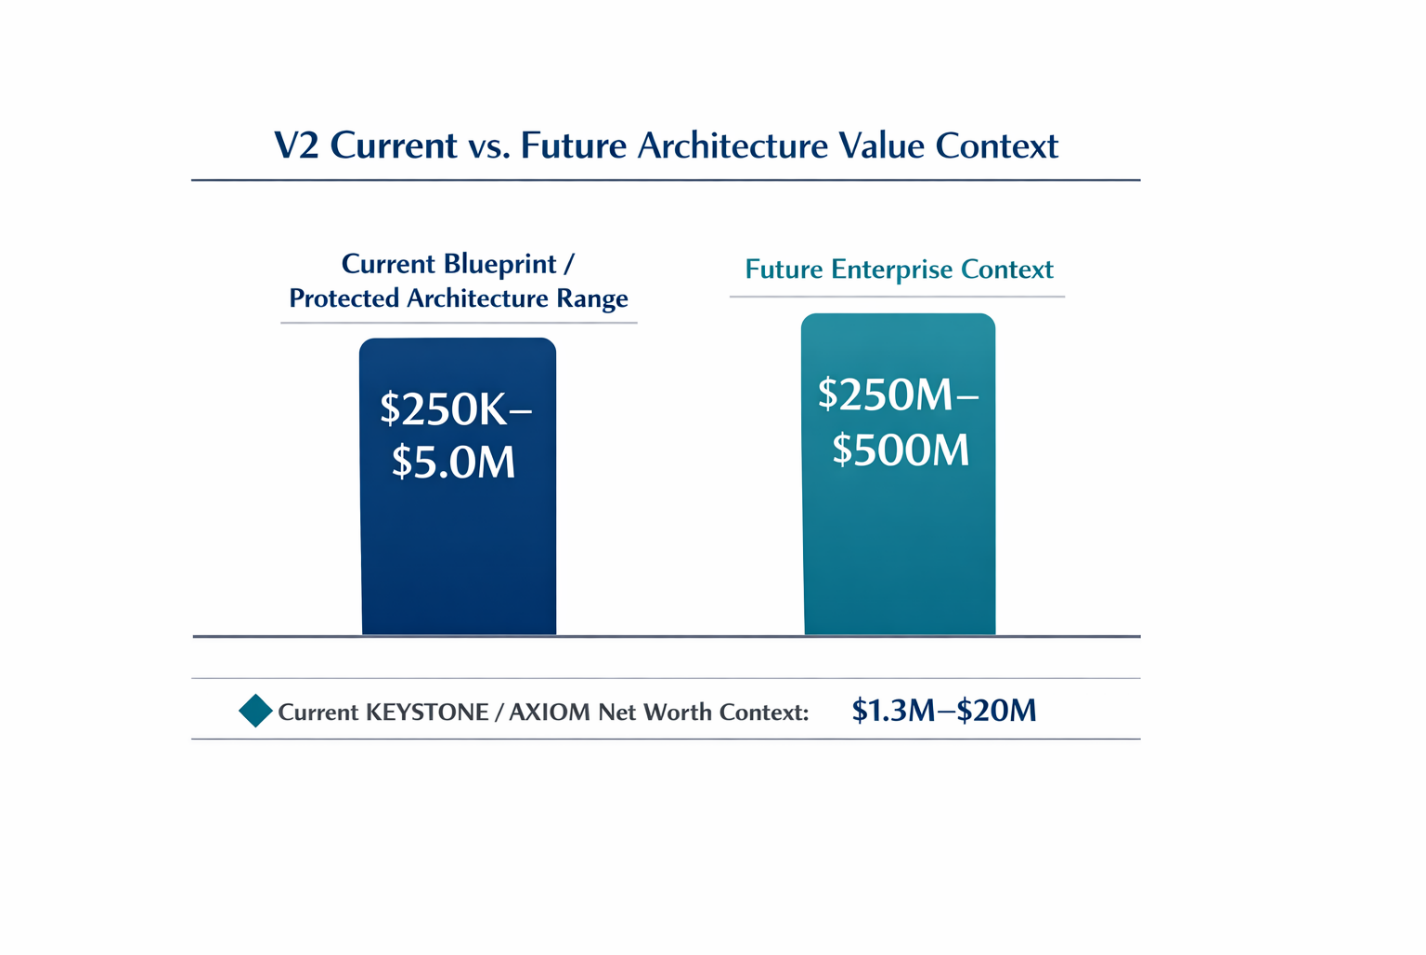 V2 Current vs. Future Architecture Value Context
Current Blueprint /
Protected Architecture Range
Future Enterprise Context
$250K–
$5.0M
$250M–
$500M
Current KEYSTONE / AXIOM Net Worth Context: $1.3M–$20M